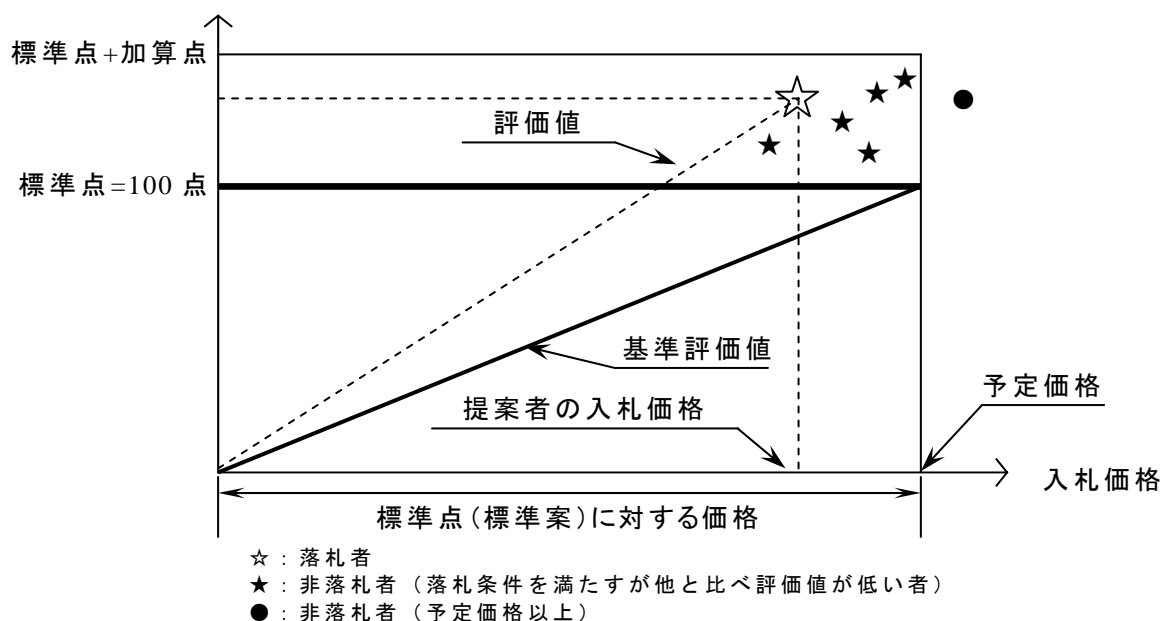 標準点+加算点
評価値
標準点=100 点
基準評価値
提案者の入札価格
予定価格
入札価格
標準点(標準案)に対する価格
☆ : 落札者
★ : 非落札者 (落札条件を満たすが他と比べ評価値が低い者)
● : 非落札者 (予定価格以上)